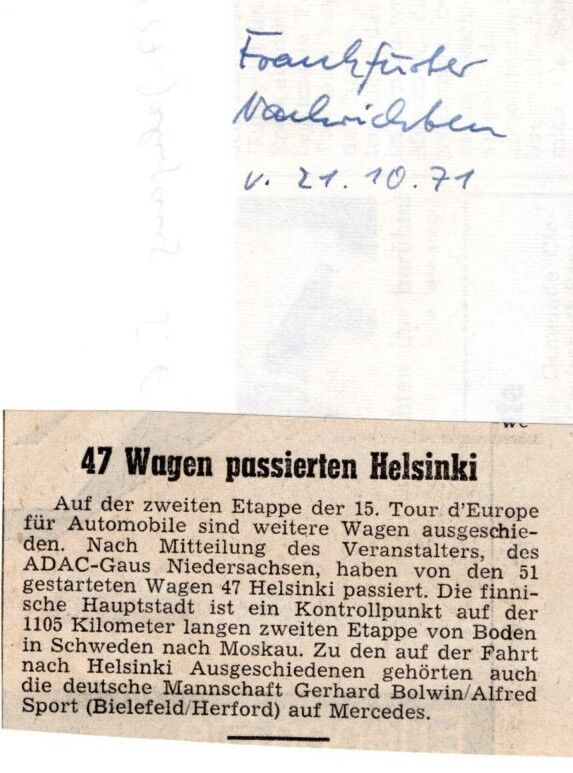 Frankfurter
Nachrichten
v. 21.10.71
we
47 Wagen passierten Helsinki
Auf der zweiten Etappe der 15. Tour d'Europe
für Automobile sind weitere Wagen ausgeschie-
den. Nach Mitteilung des Veranstalters, des
ADAC-Gaus Niedersachsen, haben von den 51
gestarteten Wagen 47 Helsinki passiert. Die finni-
sche Hauptstadt ist ein Kontrollpunkt auf der
1105 Kilometer langen zweiten Etappe von Boden
in Schweden nach Moskau. Zu den auf der Fahrt
nach Helsinki Ausgeschiedenen gehörten auch
die deutsche Mannschaft Gerhard Bolwin/Alfred
Sport (Bielefeld/Herford) auf Mercedes.